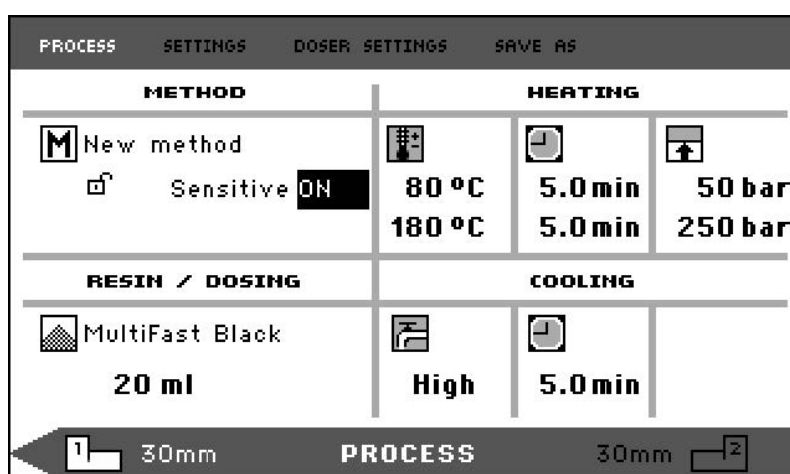 PROCESS SETTINGS DOSER SETTINGS SAVE AS
METHOD HEATING
M New method
Sensitive ON 80 ºC 5.0 min 50 bar
180 ºC 5.0 min 250 bar
RESIN / DOSING COOLING
MultiFast Black
20 ml High 5.0 min
1 30mm PROCESS 30mm 2